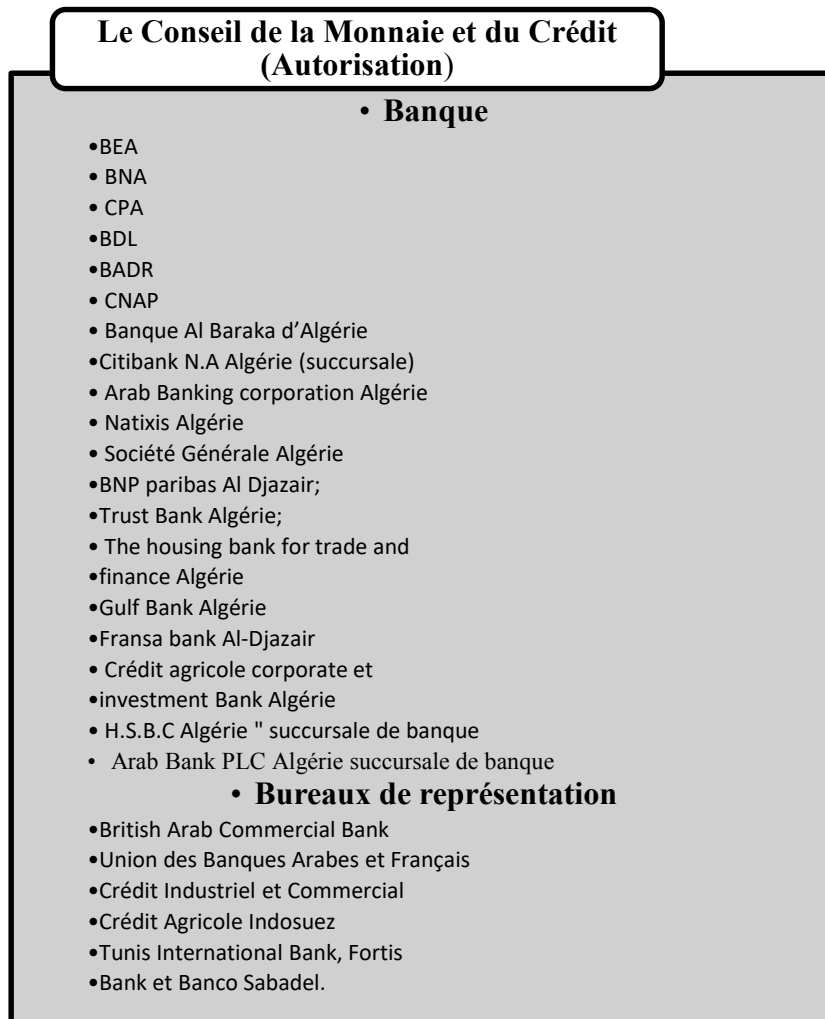 Le Conseil de la Monnaie et du Crédit
(Autorisation)
• Banque
•BEA
• BNA
• CPA
•BDL
•BADR
• CNAP
• Banque Al Baraka d’Algérie
•Citibank N.A Algérie (succursale)
• Arab Banking corporation Algérie
• Natixis Algérie
• Société Générale Algérie
•BNP paribas Al Djazair;
•Trust Bank Algérie;
• The housing bank for trade and
•finance Algérie
•Gulf Bank Algérie
•Fransa bank Al-Djazair
• Crédit agricole corporate et
•investment Bank Algérie
• H.S.B.C Algérie " succursale de banque
• Arab Bank PLC Algérie succursale de banque
• Bureaux de représentation
•British Arab Commercial Bank
•Union des Banques Arabes et Français
•Crédit Industriel et Commercial
•Crédit Agricole Indosuez
•Tunis International Bank, Fortis
•Bank et Banco Sabadel.